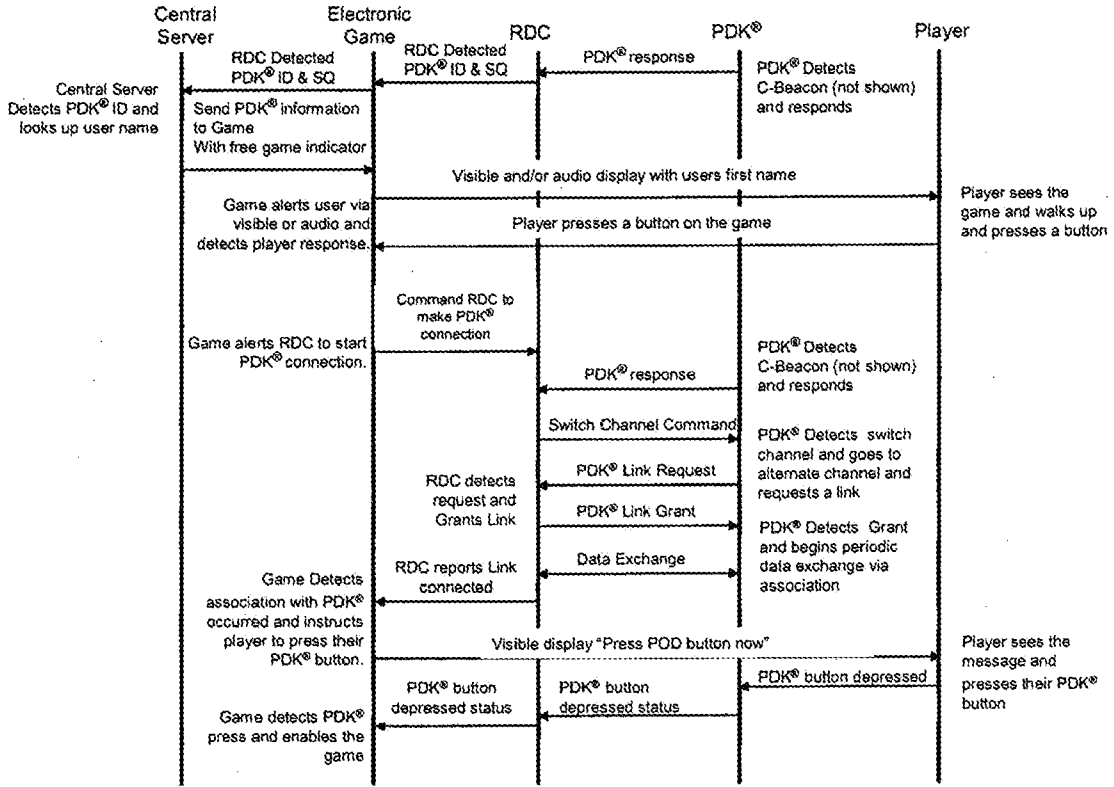 Central
Server
Electronic
Game
RDC
PDK®
Player
RDC Detected
PDK® ID & SQ
RDC Detected
PDK® ID & SQ
PDK® response
PDK® Detects
C-Beacon (not shown)
and responds
Central Server
Detects PDK® ID and
looks up user name
Send PDK® information
to Game
With free game indicator
Visible and/or audio display with users first name
Player sees the
game and walks up
and presses a button
Game alerts user via
visible or audio and
detects player response.
Player presses a button on the game
Command RDC to
make PDK®
connection
Game alerts RDC to start
PDK® connection.
PDK® Detects
C-Beacon (not shown)
and responds
PDK® response
Switch Channel Command
PDK® Detects switch
channel and goes to
alternate channel and
requests a link
PDK® Link Request
RDC detects
request and
Grants Link
PDK® Link Grant
PDK® Detects Grant
and begins periodic
data exchange via
association
Data Exchange
RDC reports Link
connected
Game Detects
association with PDK®
occurred and instructs
player to press their
PDK® button.
Visible display "Press POD button now"
Player sees the
message and
presses their PDK®
button
PDK® button depressed
PDK® button
depressed status
PDK® button
depressed status
Game detects PDK®
press and enables the
game